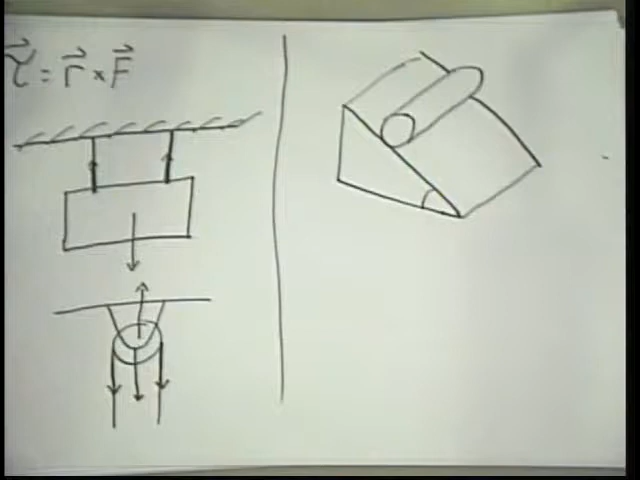 τ⃗ = r⃗ × F⃗